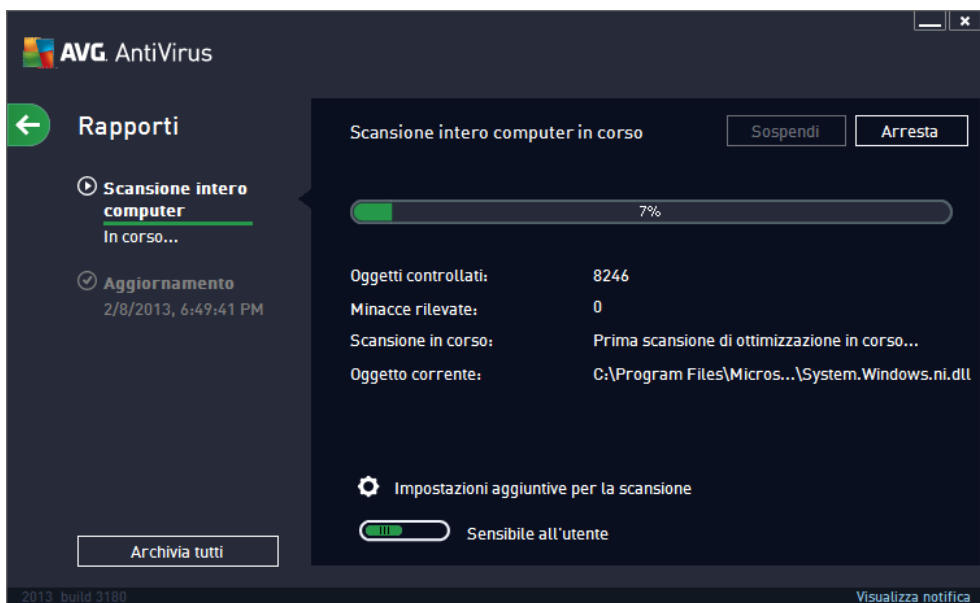 AVG. AntiVirus
Rapporti
Scansione intero
computer
In corso...
Aggiornamento
2/8/2013, 6:49:41 PM
Archivia tutti
Scansione intero computer in corso
Sospendi
Arresta
7%
Oggetti controllati: 8246
Minacce rilevate: 0
Scansione in corso: Prima scansione di ottimizzazione in corso...
Oggetto corrente: C:\Program Files\Micros...\System.Windows.ni.dll
Impostazioni aggiuntive per la scansione
Sensibile all'utente
2013 build 3180
Visualizza notifica